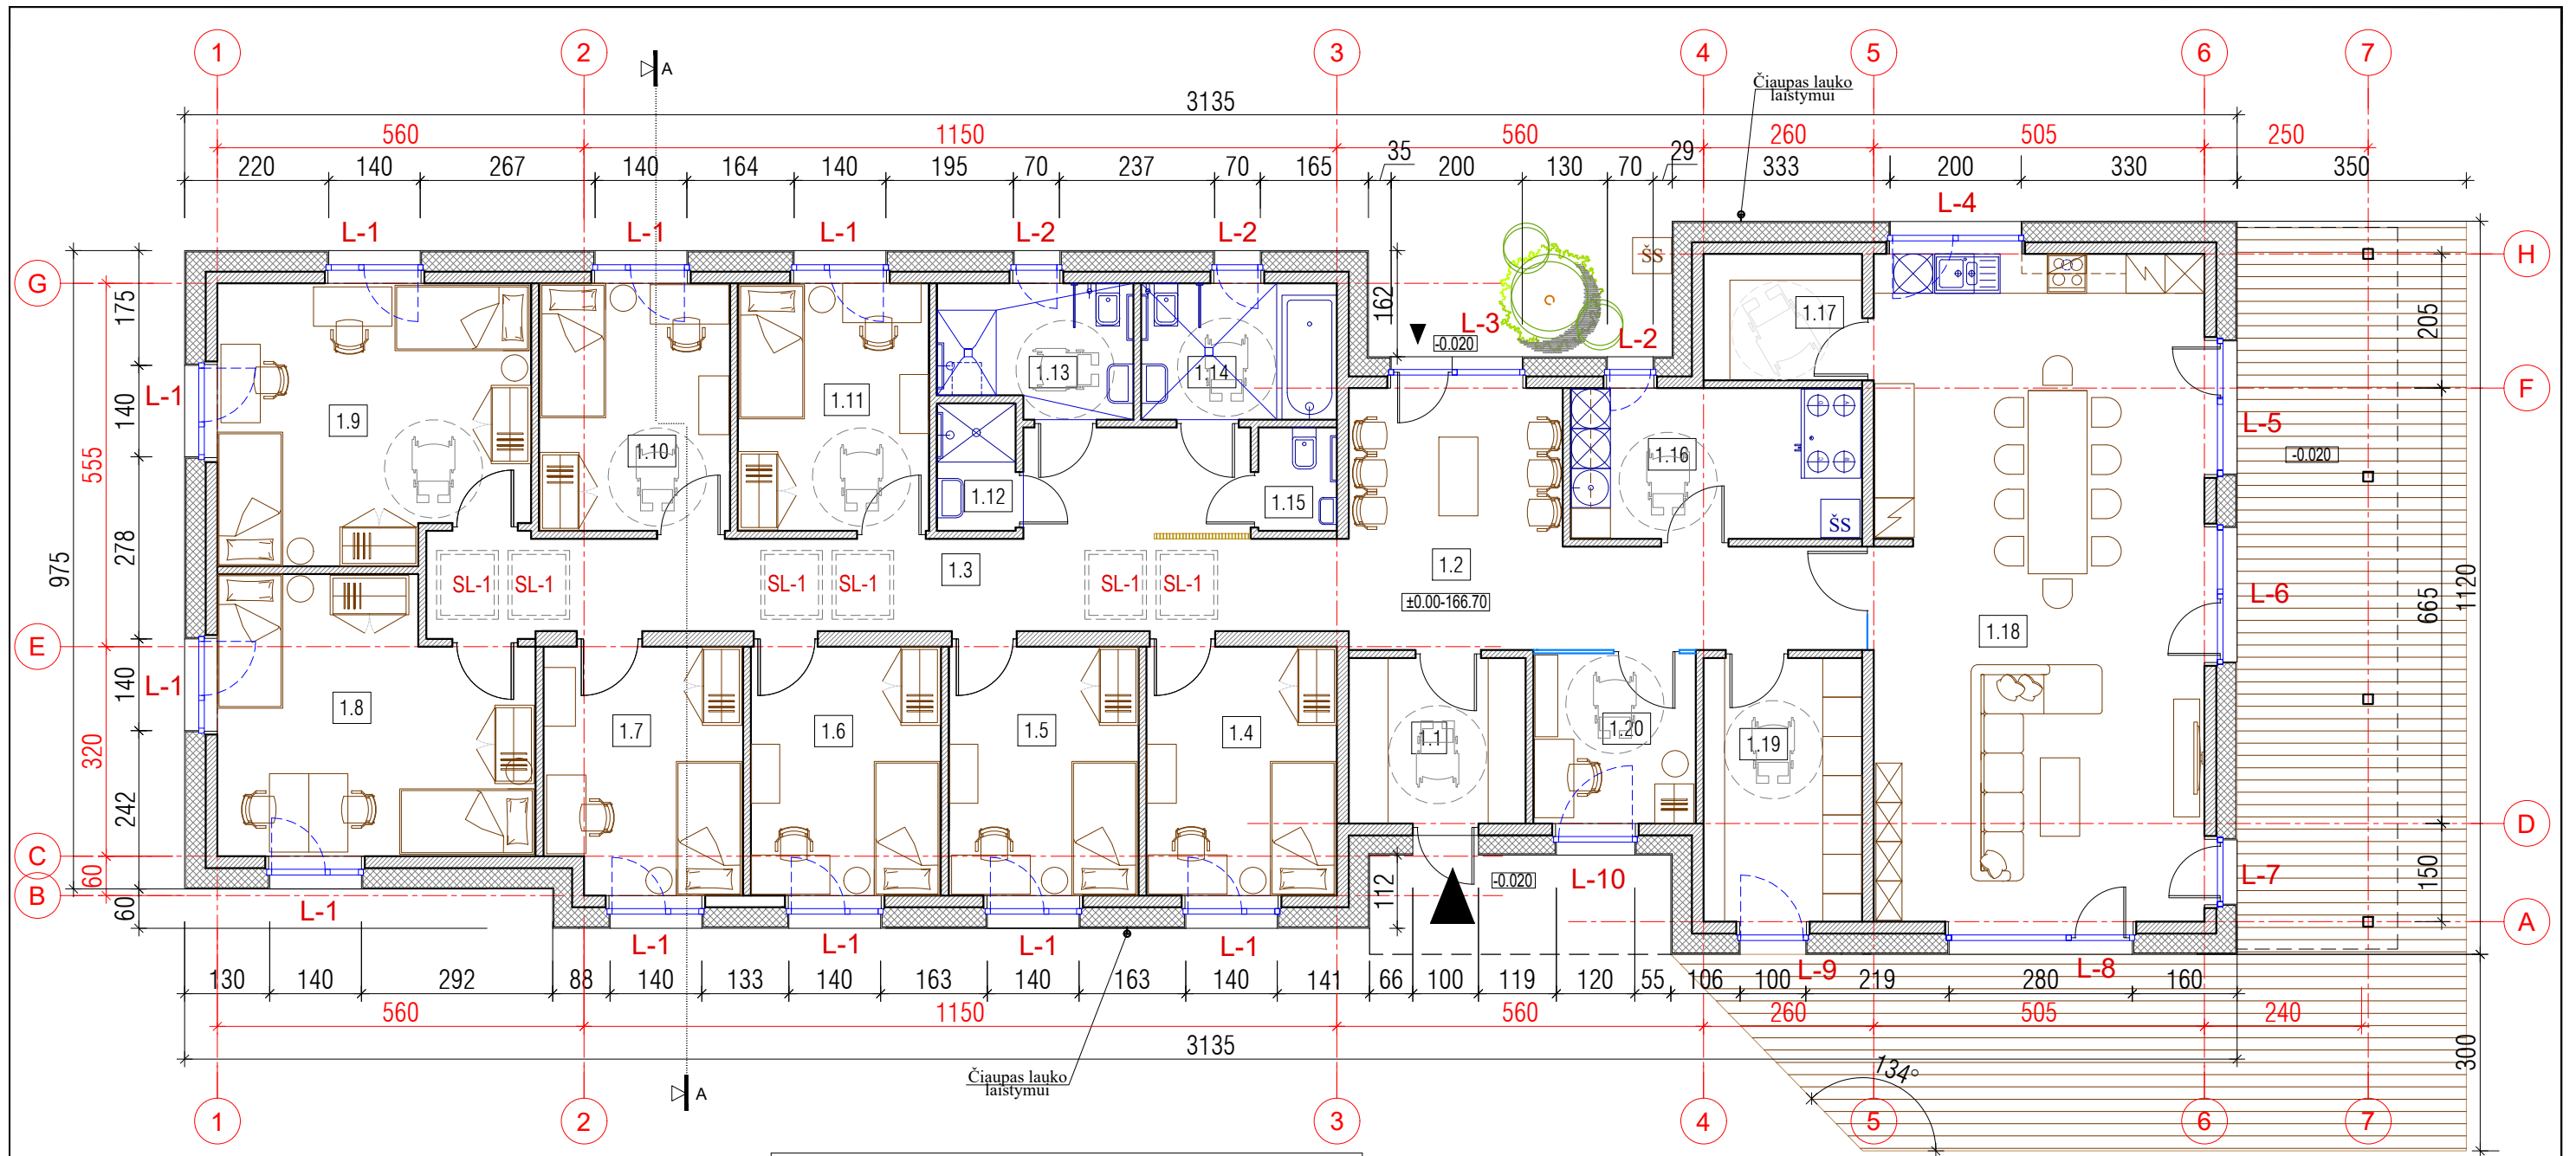 1 2 3 4 5 6 7
A
Čiaupas lauko
laistymui
3135
560 1150 560 260 505 250
220 140 267 140 164 140 195 70 237 70 165 35 200 130 70 29 333 200 330 350
L-1 L-1 L-1 L-2 L-2 L-4
ŠS
G H
175 162 205
L-3 L-2
-0.020
1.17
1.13 1.14
L-1 140 F
1.9 1.11 L-5
1.10 1.16 -0.020
555 1.12 1.15
ŠS
278
975
1.3 1.2
SL-1 SL-1 SL-1 SL-1 SL-1 SL-1
±0.00-166.70
L-6 665 1120
1.18
E
L-1 140
1.8 1.7 1.6 1.5 1.4 1.1 1.20 1.19
320
242
D
C
60 112 150
B
60
-0.020
L-10 L-7
L-1
A
L-1 L-1 L-1 L-1
L-9 L-8
130 140 292 88 140 133 140 163 140 163 140 141 66 100 119 120 55 106 100 219 280 160
560 1150 560 260 505 240
3135
300
134°
Čiaupas lauko
laistymui
A
1 2 3 4 5 6 7